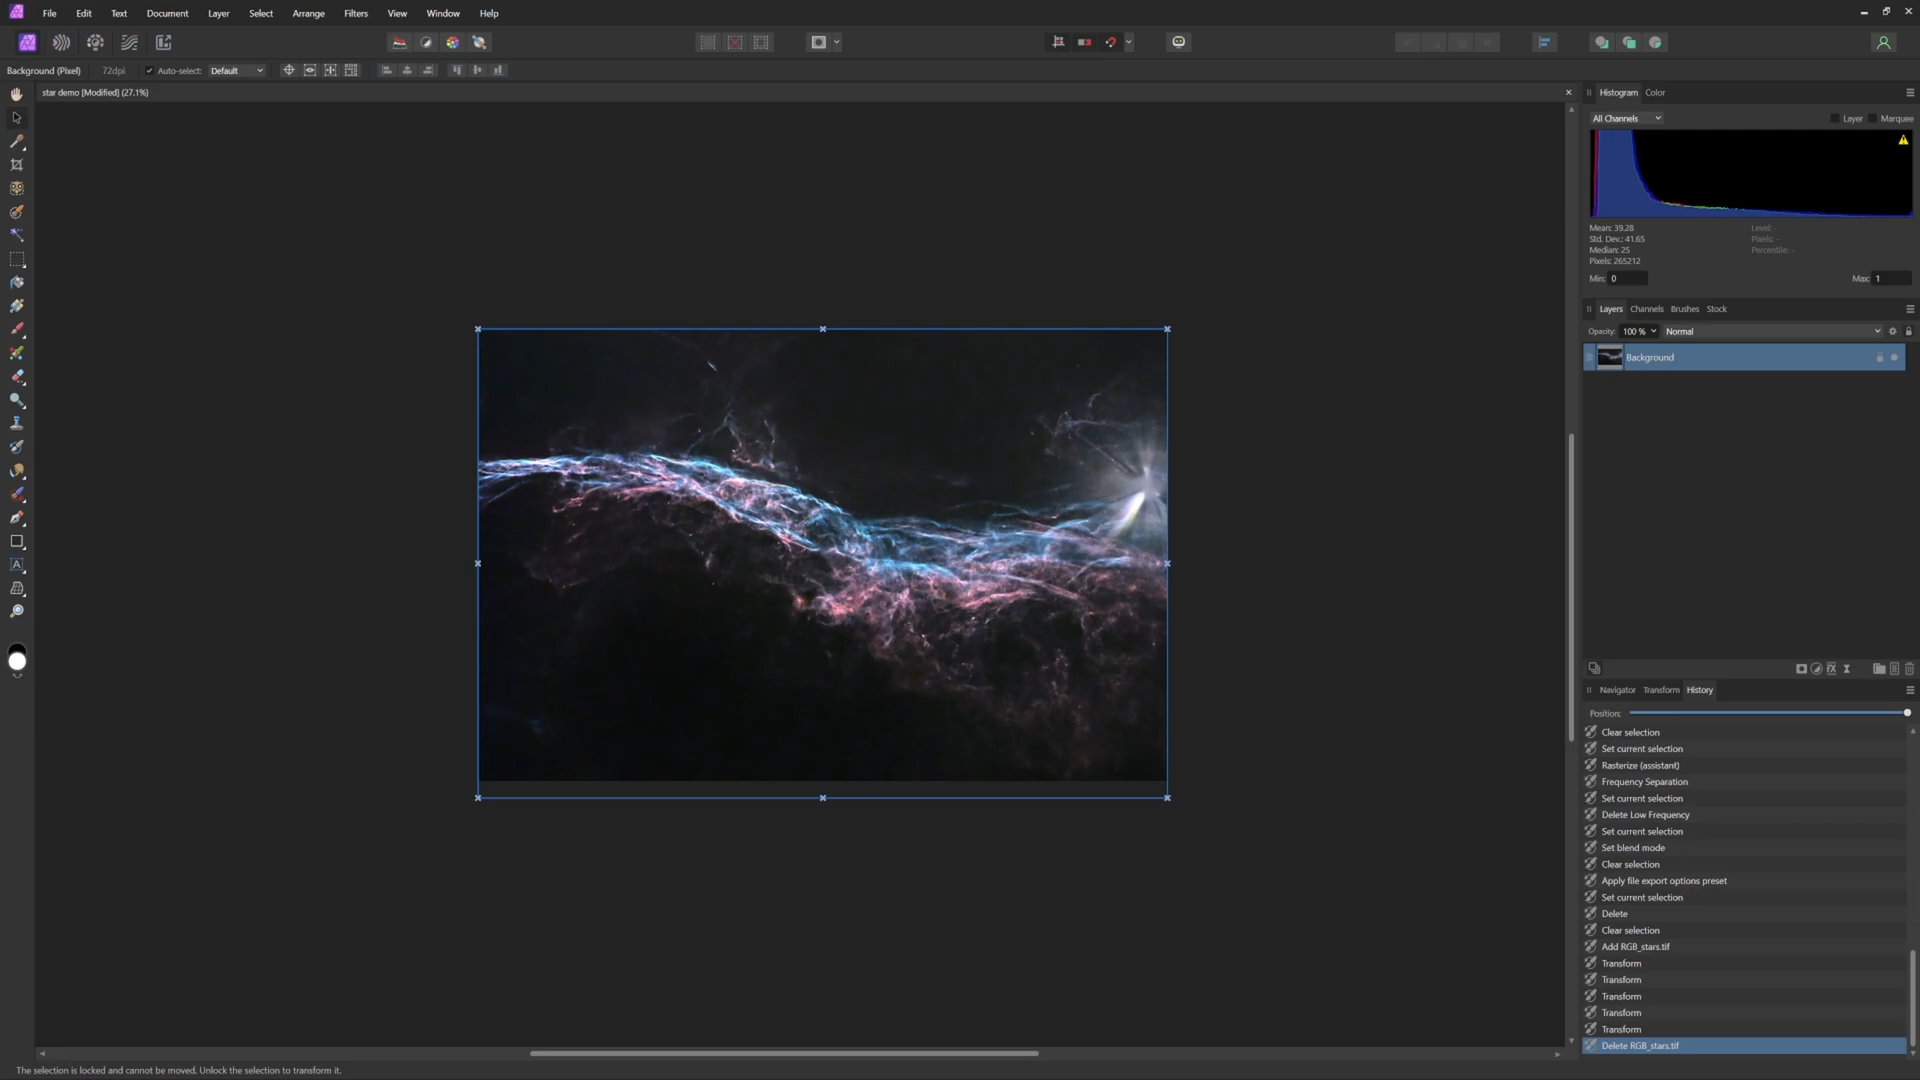 File Edit Text Document Layer Select Arrange Filters View Window Help
Background (Pixel) 72dpi Auto-select: Default
star demo [Modified] (27.1%)
Histogram Color
All Channels Layer Marquee
Mean: 39.28
Std. Dev.: 41.65
Median: 25
Pixels: 265212
Level: -
Pixels: -
Percentile: -
Min: 0 Max: 1
Layers Channels Brushes Stock
Opacity: 100 % Normal
Background
Navigator Transform History
Position:
Clear selection
Set current selection
Rasterize (assistant)
Frequency Separation
Set current selection
Delete Low Frequency
Set current selection
Set blend mode
Clear selection
Apply file export options preset
Set current selection
Delete
Clear selection
Add RGB_stars.tif
Transform
Transform
Transform
Transform
Transform
Delete RGB_stars.tif
The selection is locked and cannot be moved. Unlock the selection to transform it.